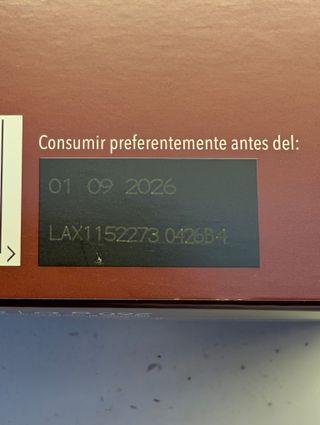 Consumir preferentemente antes del:
01 09 2026
LAX1152273 0426B4